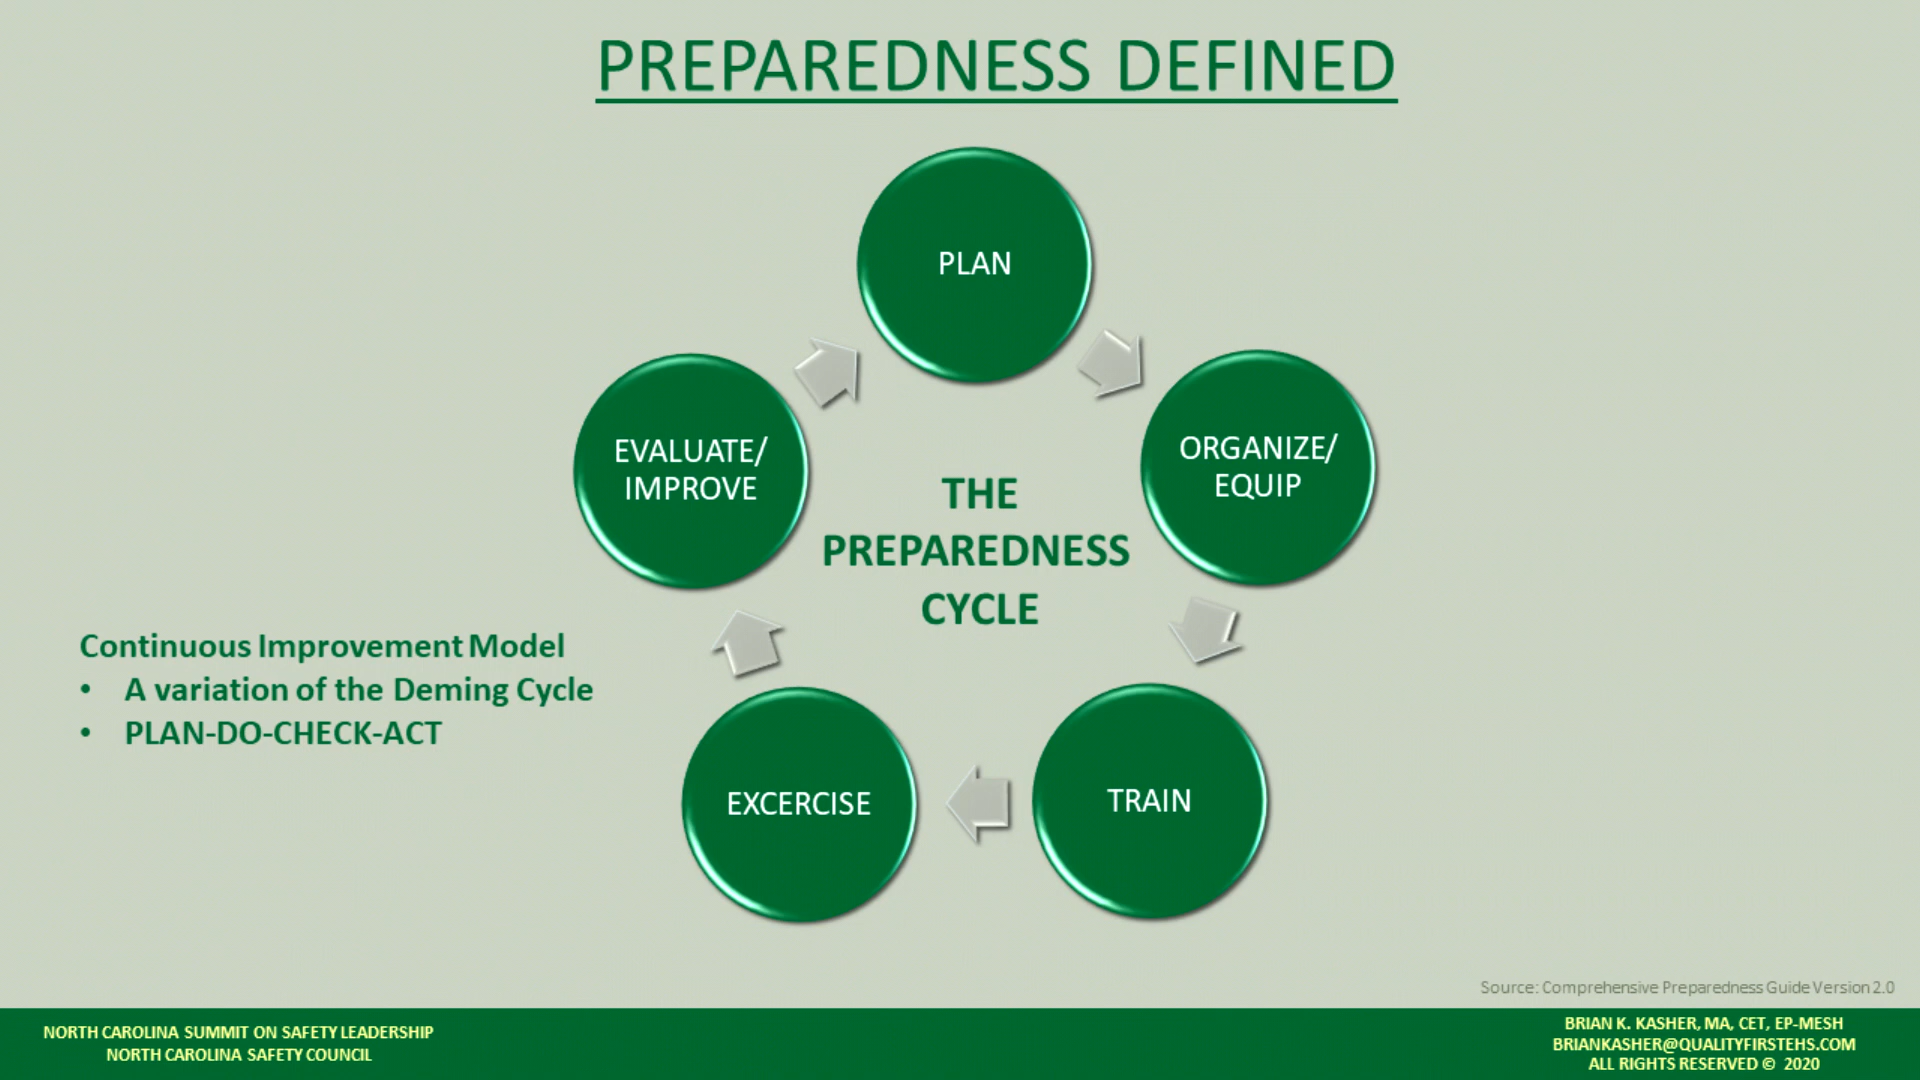 PREPAREDNESS DEFINED
PLAN
ORGANIZE/
EQUIP
TRAIN
EXCERCISE
EVALUATE/
IMPROVE
THE
PREPAREDNESS
CYCLE
Continuous Improvement Model
• A variation of the Deming Cycle
• PLAN-DO-CHECK-ACT
Source: Comprehensive Preparedness Guide Version 2.0
NORTH CAROLINA SUMMIT ON SAFETY LEADERSHIP
NORTH CAROLINA SAFETY COUNCIL
BRIAN K. KASHER, MA, CET, EP-MESH
BRIANKASHER@QUALITYFIRSTEHS.COM
ALL RIGHTS RESERVED © 2020